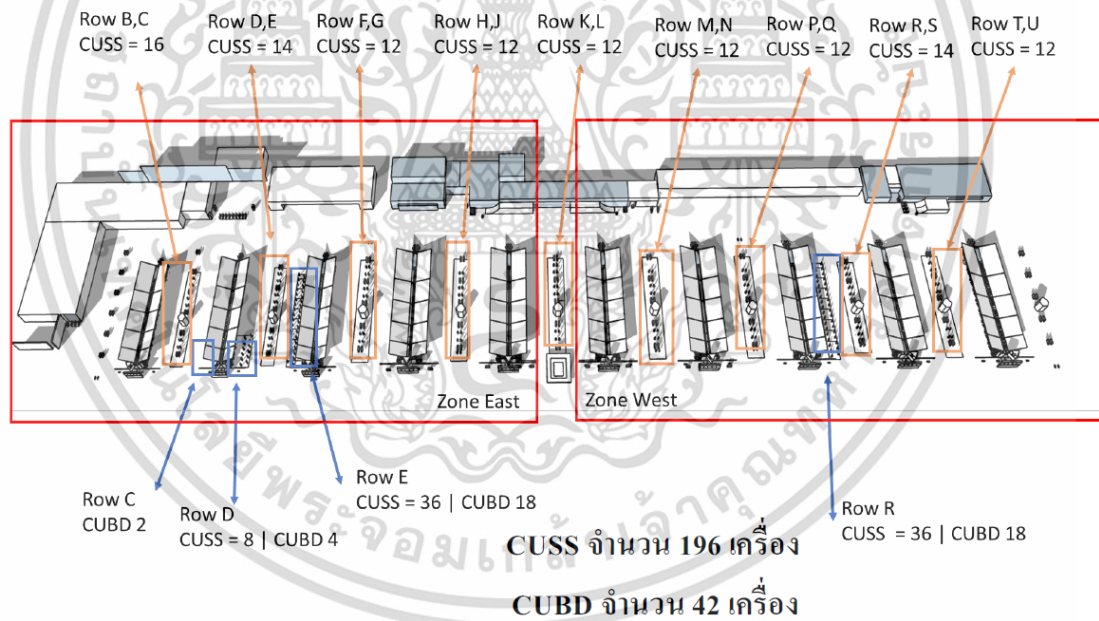 Row B,C
CUSS = 16
Row D,E
CUSS = 14
Row F,G
CUSS = 12
Row H,J
CUSS = 12
Row K,L
CUSS = 12
Row M,N
CUSS = 12
Row P,Q
CUSS = 12
Row R,S
CUSS = 14
Row T,U
CUSS = 12
Zone East
Zone West
Row C
CUBD 2
Row D
CUSS = 8 | CUBD 4
Row E
CUSS = 36 | CUBD 18
Row R
CUSS = 36 | CUBD 18
CUSS จำนวน 196 เครื่อง
CUBD จำนวน 42 เครื่อง